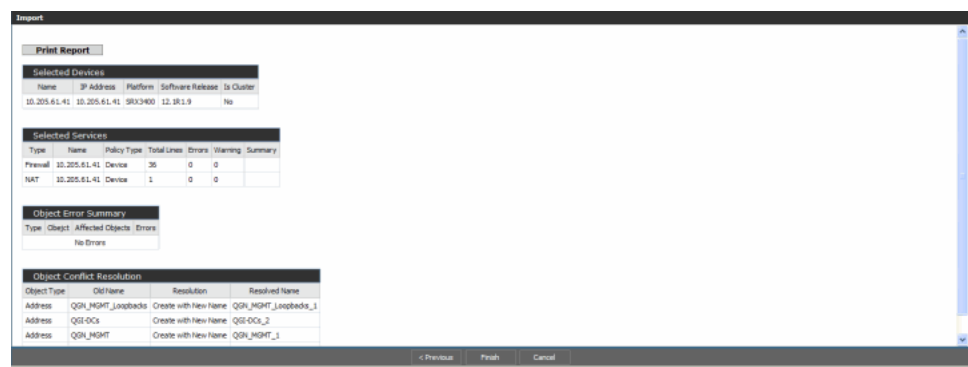 Import
Print Report
Selected Devices
Name IP Address Platform Software Release Is Cluster
10.205.61.41 10.205.61.41 SRX3400 12.1R1.9 No
Selected Services
Type Name Policy Type Total Lines Errors Warning Summary
Firewall 10.205.61.41 Device 36 0 0
NAT 10.205.61.41 Device 1 0 0
Object Error Summary
Type Obejct Affected Objects Errors
No Errors
Object Conflict Resolution
Object Type Old Name Resolution Resolved Name
Address QGN_MGMT_Loopbacks Create with New Name QGN_MGMT_Loopbacks_1
Address QGI-DCs Create with New Name QGI-DCs_2
Address QGN_MGMT Create with New Name QGN_MGMT_1
< Previous Finish Cancel